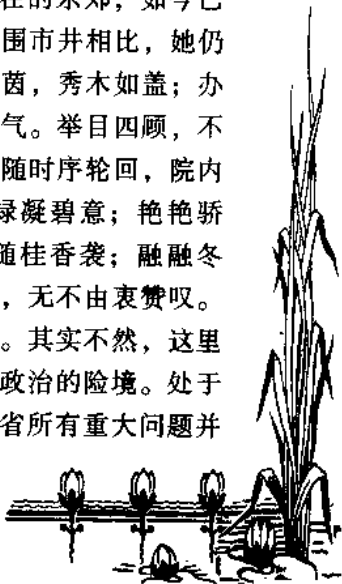 在的东郊，如今已
围市井相比，她仍
茵，秀木如盖；办
气。举目四顾，不
随时序轮回，院内
绿凝碧意；艳艳骄
随桂香袭；融融冬
，无不由衷赞叹。
。其实不然，这里
政治的险境。处于
省所有重大问题并